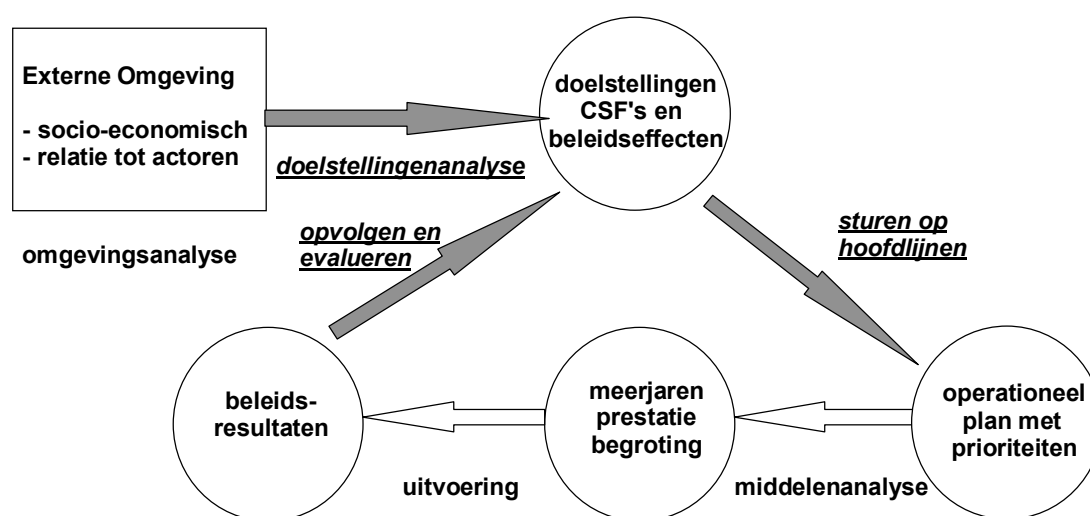 Externe Omgeving
- socio-economisch
- relatie tot actoren
omgevingsanalyse
doelstellingenanalyse
doelstellingen
CSF's en
beleidseffecten
opvolgen en
evalueren
sturen op
hoofdlijnen
beleids-
resultaten
meerjaren
prestatie
begroting
operationeel
plan met
prioriteiten
uitvoering
middelenanalyse